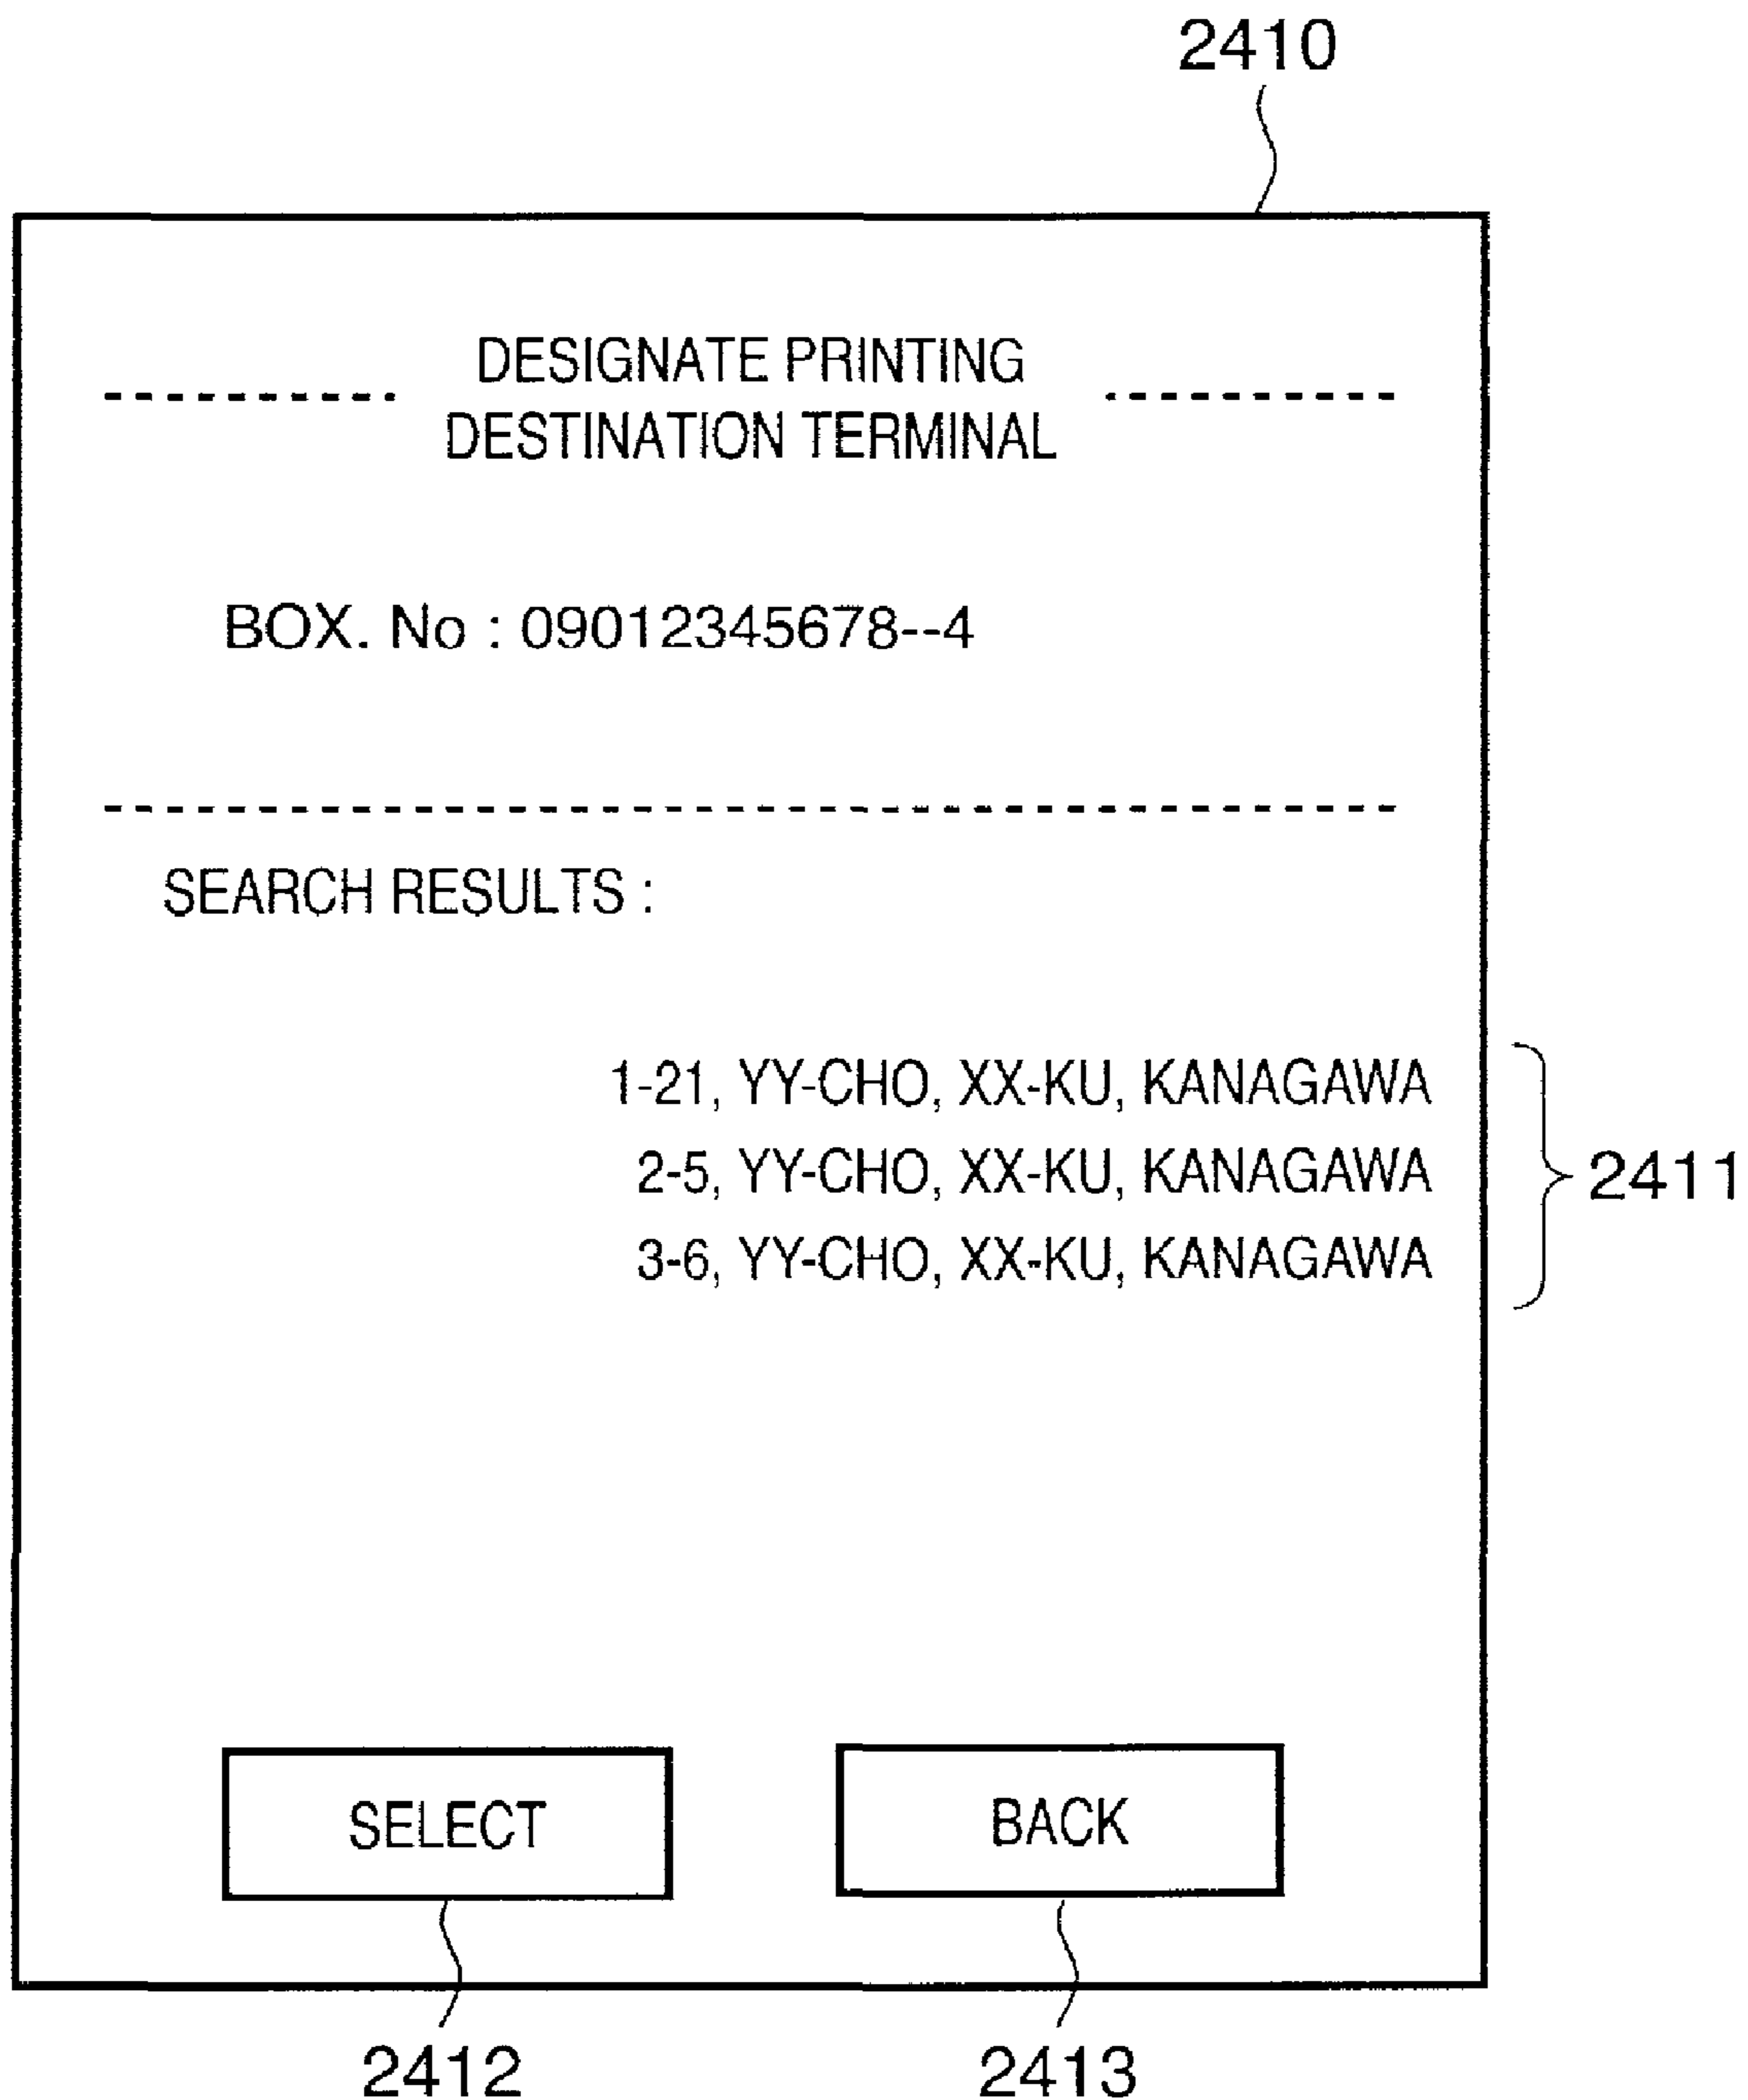 2410
DESIGNATE PRINTING
DESTINATION TERMINAL
BOX. No : 09012345678--4
SEARCH RESULTS :
1-21, YY-CHO, XX-KU, KANAGAWA
2-5, YY-CHO, XX-KU, KANAGAWA
3-6, YY-CHO, XX-KU, KANAGAWA
2411
SELECT
BACK
2412
2413